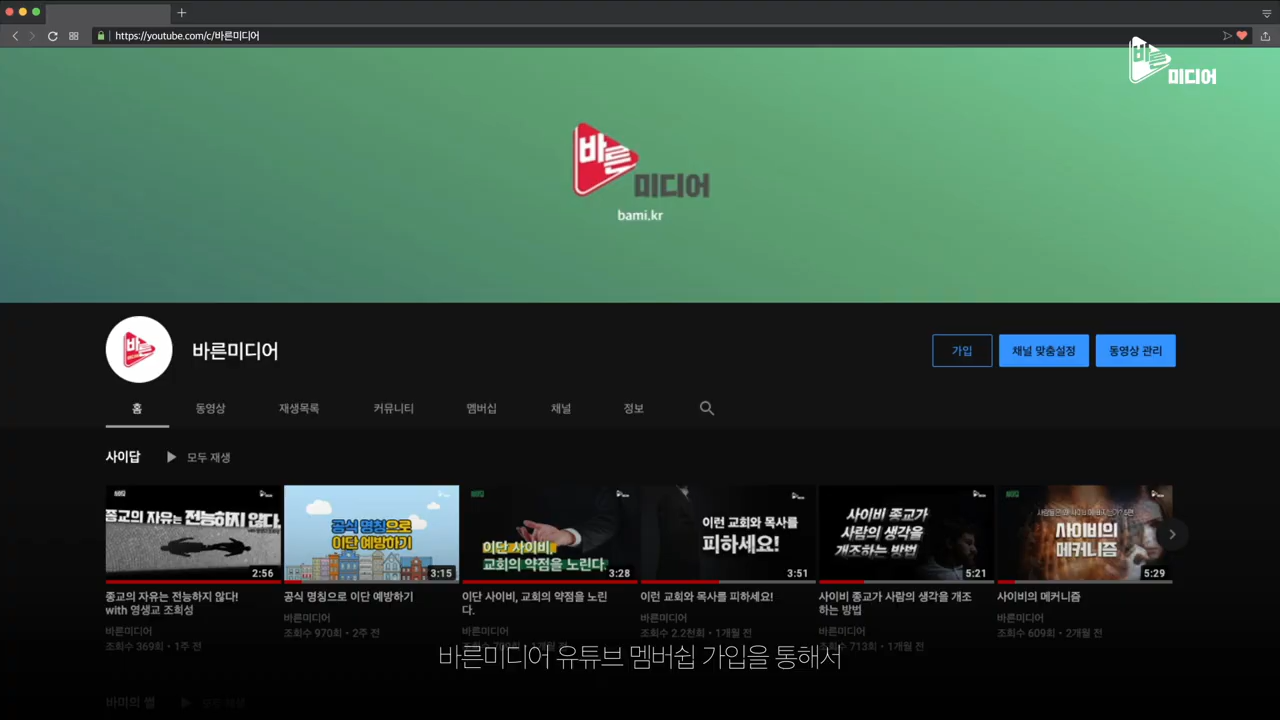 https://youtube.com/c/바른미디어
바른
미디어
바른
미디어
bami.kr
바른미디어
가입
채널 맞춤설정
동영상 관리
홈
동영상
재생목록
커뮤니티
멤버십
채널
정보
사이답
모두 재생
종교의 자유는 전능하지 않다!
2:56
공식 명칭으로
이단 예방하기
3:15
이단 사이비,
교회의 약점을 노린다.
3:28
이런 교회와 목사를
피하세요!
3:51
사이비 종교가
사람의 생각을
개조하는 방법
5:21
사이비의
메커니즘
5:29
종교의 자유는 전능하지 않다!
with 영생교 조희성
바른미디어
조회수 369회 • 1주 전
공식 명칭으로 이단 예방하기
바른미디어
조회수 970회 • 2주 전
이단 사이비, 교회의 약점을 노린
다.
바른미디어
이런 교회와 목사를 피하세요!
바른미디어
조회수 2.2천회 • 1개월 전
사이비 종교가 사람의 생각을 개조
하는 방법
바른미디어
조회수 713회 • 1개월 전
사이비의 메커니즘
바른미디어
조회수 609회 • 2개월 전
바른미디어 유튜브 멤버쉽 가입을 통해서
바미의 썰
모두 재생